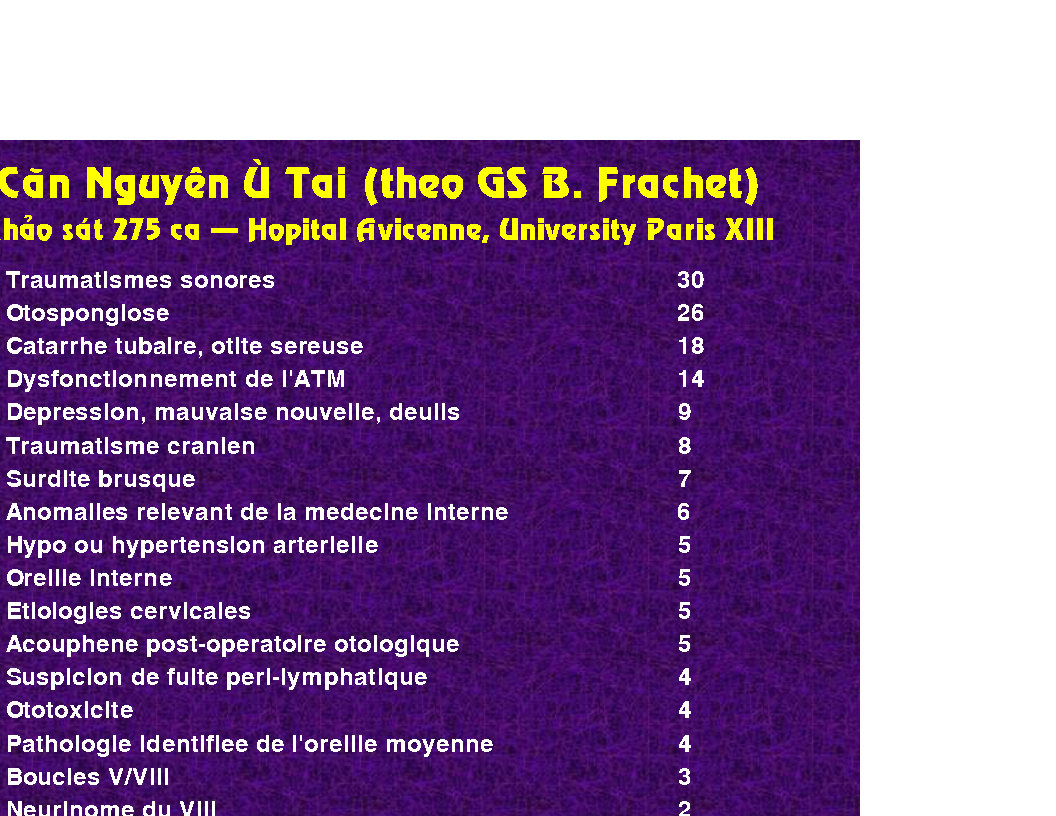 Căn Nguyên Ù Tai (theo GS B. Frachet)
hảo sát 275 ca — Hopital Avicenne, University Paris XIII
Traumatismes sonores 30
Otospongiose 26
Catarrhe tubaire, otite sereuse 18
Dysfonctionnement de l'ATM 14
Depression, mauvaise nouvelle, deuils 9
Traumatisme cranien 8
Surdite brusque 7
Anomalies relevant de la medecine interne 6
Hypo ou hypertension arterielle 5
Oreille interne 5
Etiologies cervicales 5
Acouphene post-operatoire otologique 5
Suspicion de fuite peri-lymphatique 4
Ototoxicite 4
Pathologie identifiee de l'oreille moyenne 4
Boucles V/VIII 3
Neurinome du VIII 2